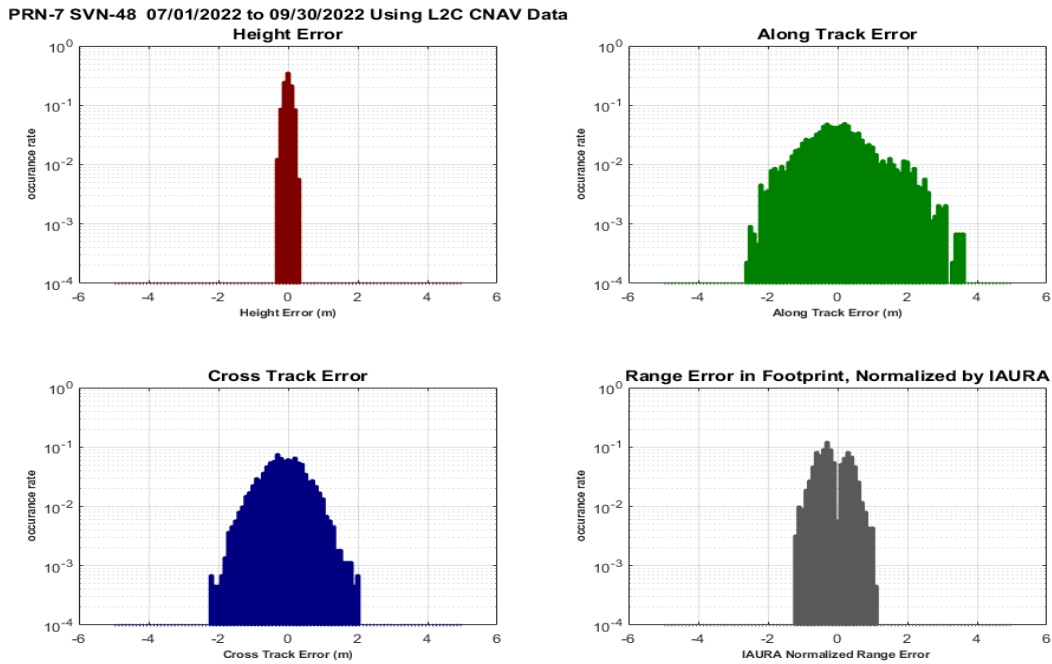 PRN-7 SVN-48 07/01/2022 to 09/30/2022 Using L2C CNAV Data
Height Error
10^0
10^-1
10^-2
10^-3
10^-4
occurance rate
-6 -4 -2 0 2 4 6
Height Error (m)
Along Track Error
10^0
10^-1
10^-2
10^-3
10^-4
occurance rate
-6 -4 -2 0 2 4 6
Along Track Error (m)
Cross Track Error
10^0
10^-1
10^-2
10^-3
10^-4
occurance rate
-6 -4 -2 0 2 4 6
Cross Track Error (m)
Range Error in Footprint, Normalized by IAURA
10^0
10^-1
10^-2
10^-3
10^-4
occurance rate
-6 -4 -2 0 2 4 6
IAURA Normalized Range Error